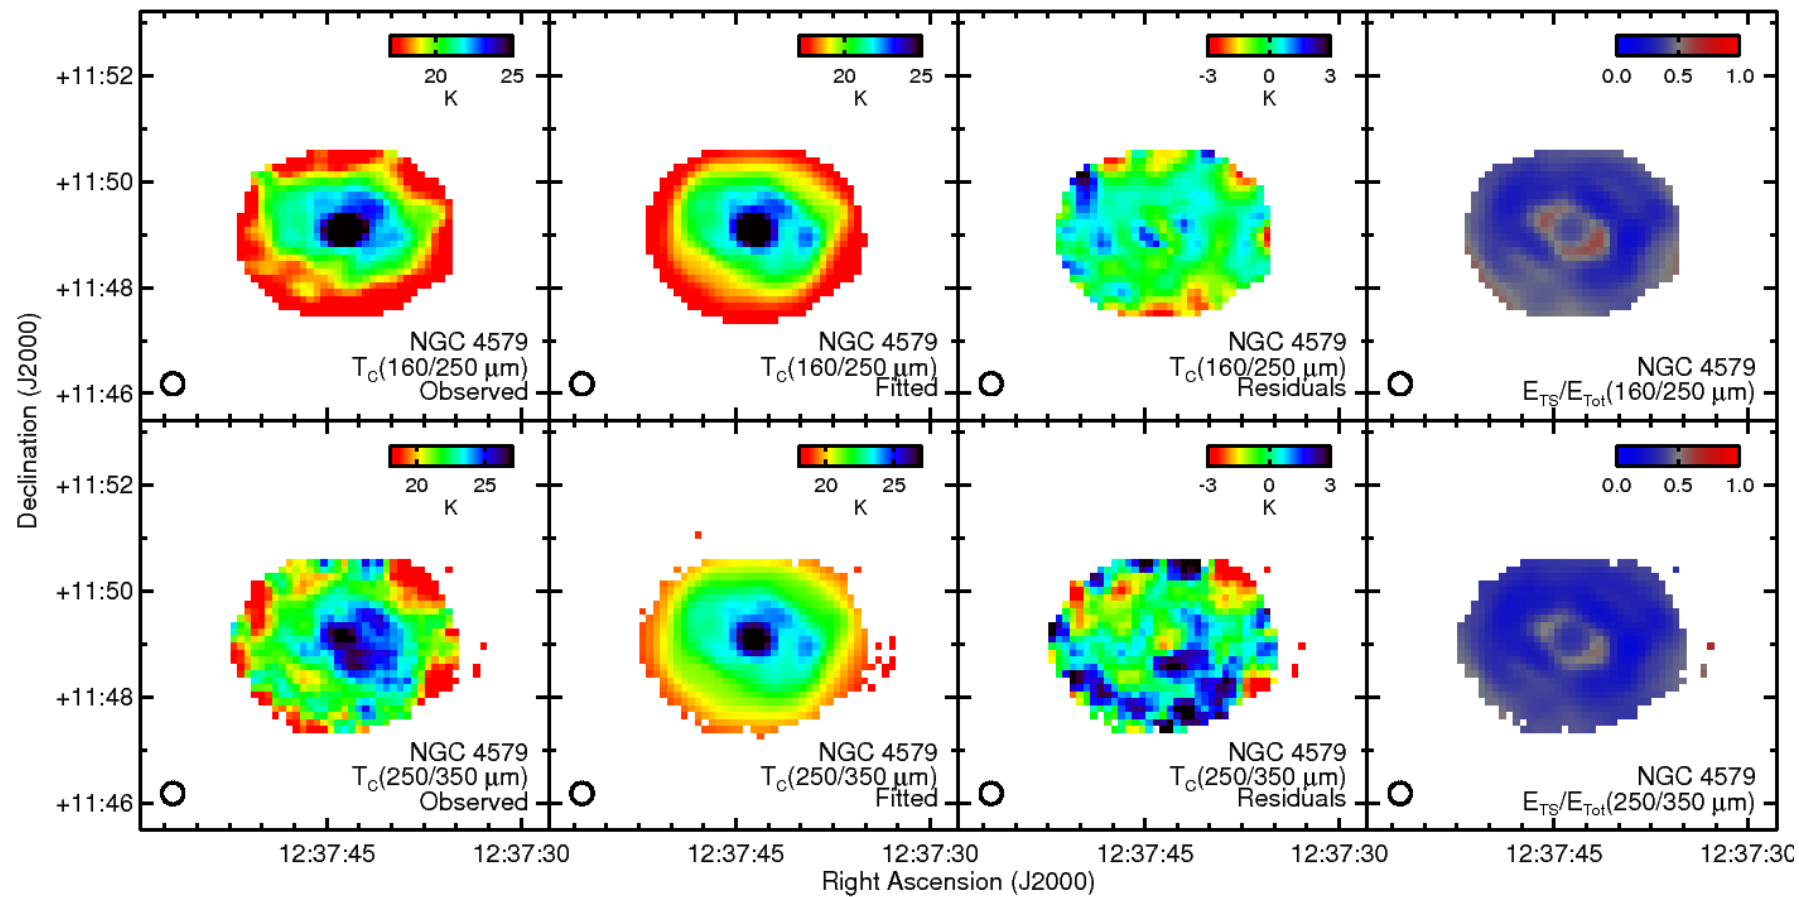 +11:52
+11:50
+11:48
+11:46
20 25
K
NGC 4579
T_C(160/250 μm)
Observed
20 25
K
NGC 4579
T_C(160/250 μm)
Fitted
-3 0 3
K
NGC 4579
T_C(160/250 μm)
Residuals
0.0 0.5 1.0
NGC 4579
E_TS/E_Tot(160/250 μm)
Declination (J2000)
+11:52
+11:50
+11:48
+11:46
20 25
K
NGC 4579
T_C(250/350 μm)
Observed
20 25
K
NGC 4579
T_C(250/350 μm)
Fitted
-3 0 3
K
NGC 4579
T_C(250/350 μm)
Residuals
0.0 0.5 1.0
NGC 4579
E_TS/E_Tot(250/350 μm)
12:37:45 12:37:30 12:37:45 12:37:30 12:37:45 12:37:30 12:37:45 12:37:30
Right Ascension (J2000)